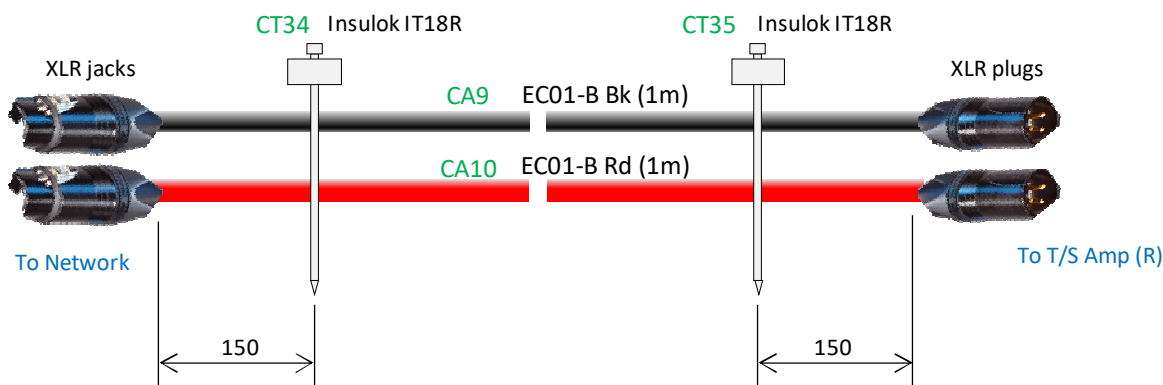 CT34 Insulok IT18R
CT35 Insulok IT18R
XLR jacks
XLR plugs
CA9 EC01-B Bk (1m)
CA10 EC01-B Rd (1m)
To Network
To T/S Amp (R)
150
150